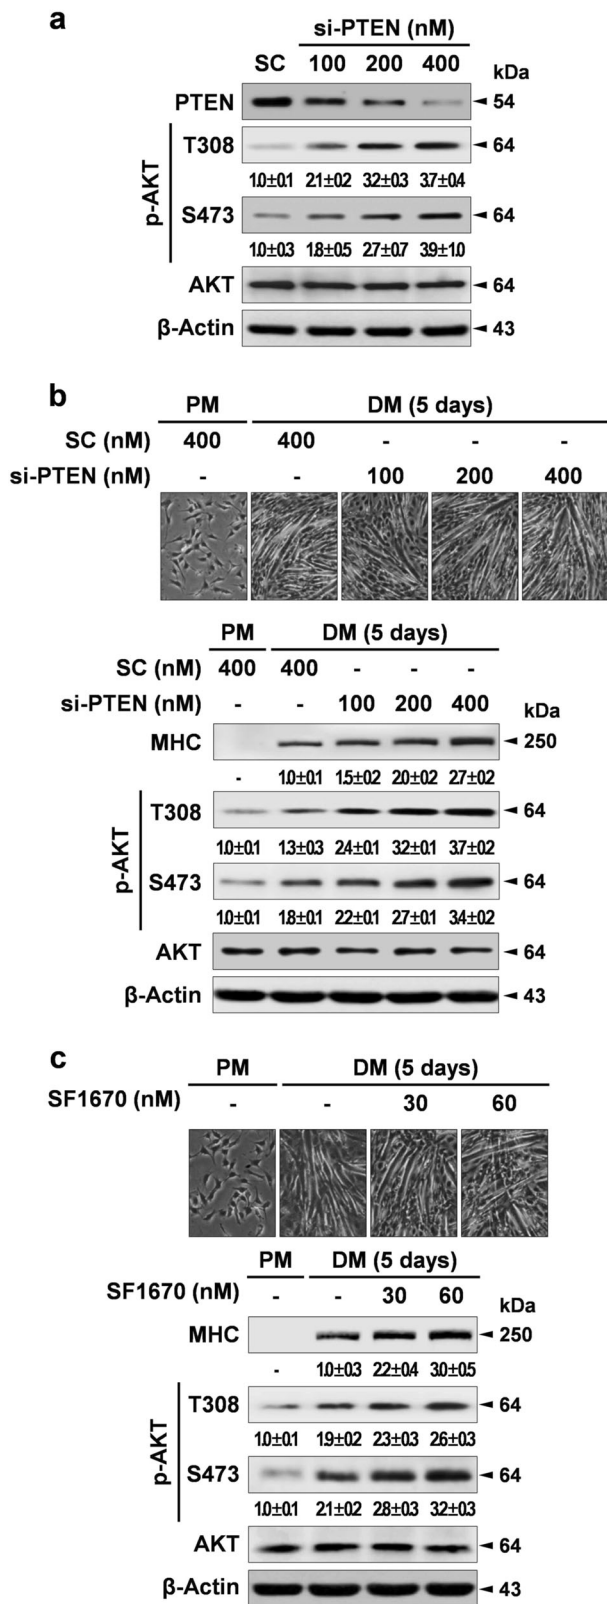 a
si-PTEN (nM)
SC 100 200 400 kDa
PTEN 54
p-AKT
T308 64
1.0±0.1 2.1±0.2 3.2±0.3 3.7±0.4
S473 64
1.0±0.3 1.8±0.5 2.7±0.7 3.9±1.0
AKT 64
β-Actin 43
b
PM DM (5 days)
SC (nM) 400 400 - - -
si-PTEN (nM) - - 100 200 400
PM DM (5 days)
SC (nM) 400 400 - - -
si-PTEN (nM) - - 100 200 400 kDa
MHC 250
- 1.0±0.1 1.5±0.2 2.0±0.2 2.7±0.2
p-AKT
T308 64
1.0±0.1 1.3±0.3 2.4±0.1 3.2±0.1 3.7±0.2
S473 64
1.0±0.1 1.8±0.1 2.2±0.1 2.7±0.1 3.4±0.2
AKT 64
β-Actin 43
c
PM DM (5 days)
SF1670 (nM) - - 30 60
PM DM (5 days)
SF1670 (nM) - - 30 60 kDa
MHC 250
- 1.0±0.3 2.2±0.4 3.0±0.5
p-AKT
T308 64
1.0±0.1 1.9±0.2 2.3±0.3 2.6±0.3
S473 64
1.0±0.1 2.1±0.2 2.8±0.3 3.2±0.3
AKT 64
β-Actin 43